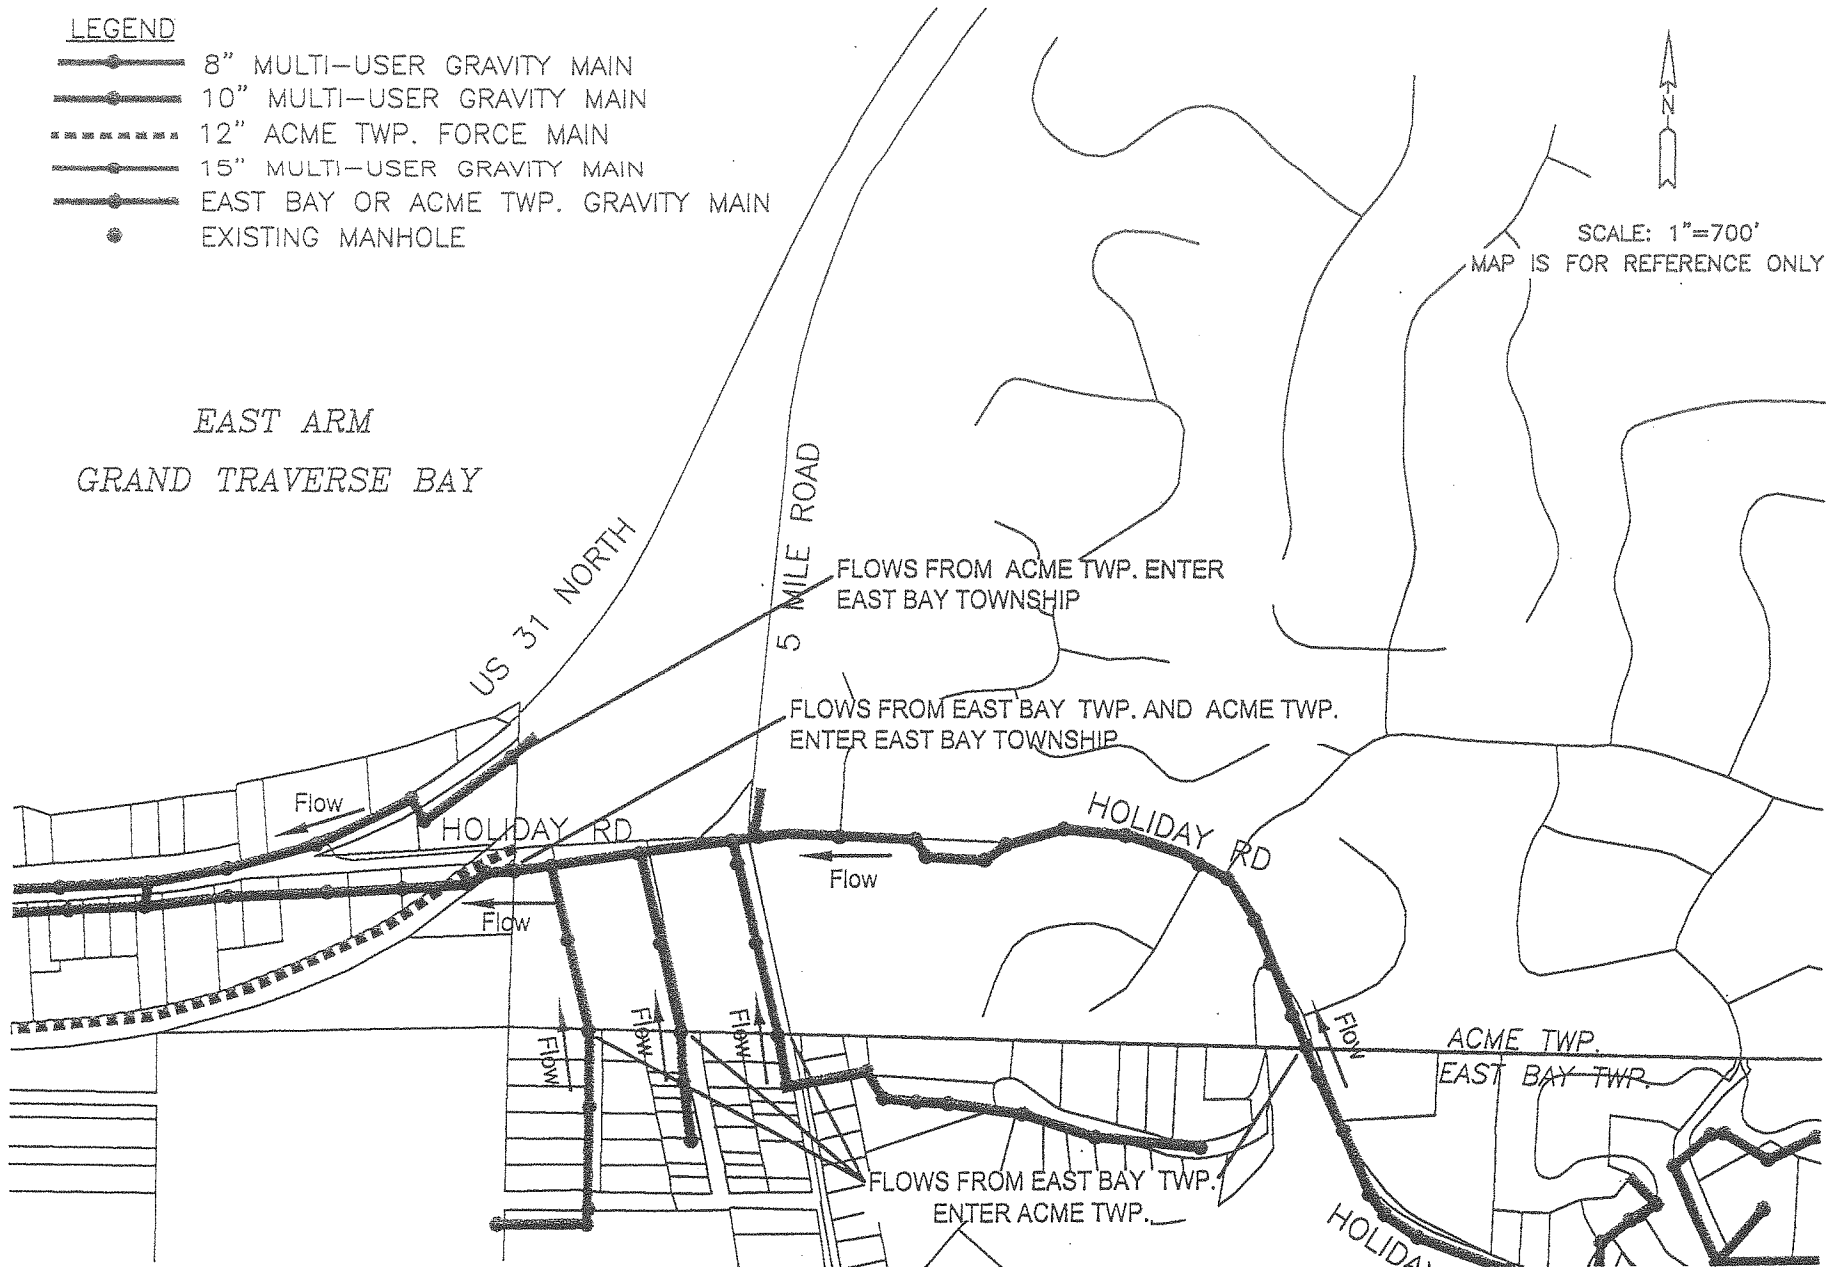 LEGEND
8" MULTI-USER GRAVITY MAIN
10" MULTI-USER GRAVITY MAIN
12" ACME TWP. FORCE MAIN
15" MULTI-USER GRAVITY MAIN
EAST BAY OR ACME TWP. GRAVITY MAIN
EXISTING MANHOLE
N
SCALE: 1"=700'
MAP IS FOR REFERENCE ONLY
EAST ARM
GRAND TRAVERSE BAY
US 31 NORTH
5 MILE ROAD
FLOWS FROM ACME TWP. ENTER
EAST BAY TOWNSHIP
FLOWS FROM EAST BAY TWP. AND ACME TWP.
ENTER EAST BAY TOWNSHIP
Flow
HOLIDAY RD
HOLIDAY RD
Flow
Flow
Flow
Flow
Flow
Flow
ACME TWP.
EAST BAY TWP.
FLOWS FROM EAST BAY TWP.
ENTER ACME TWP.
HOLIDAY